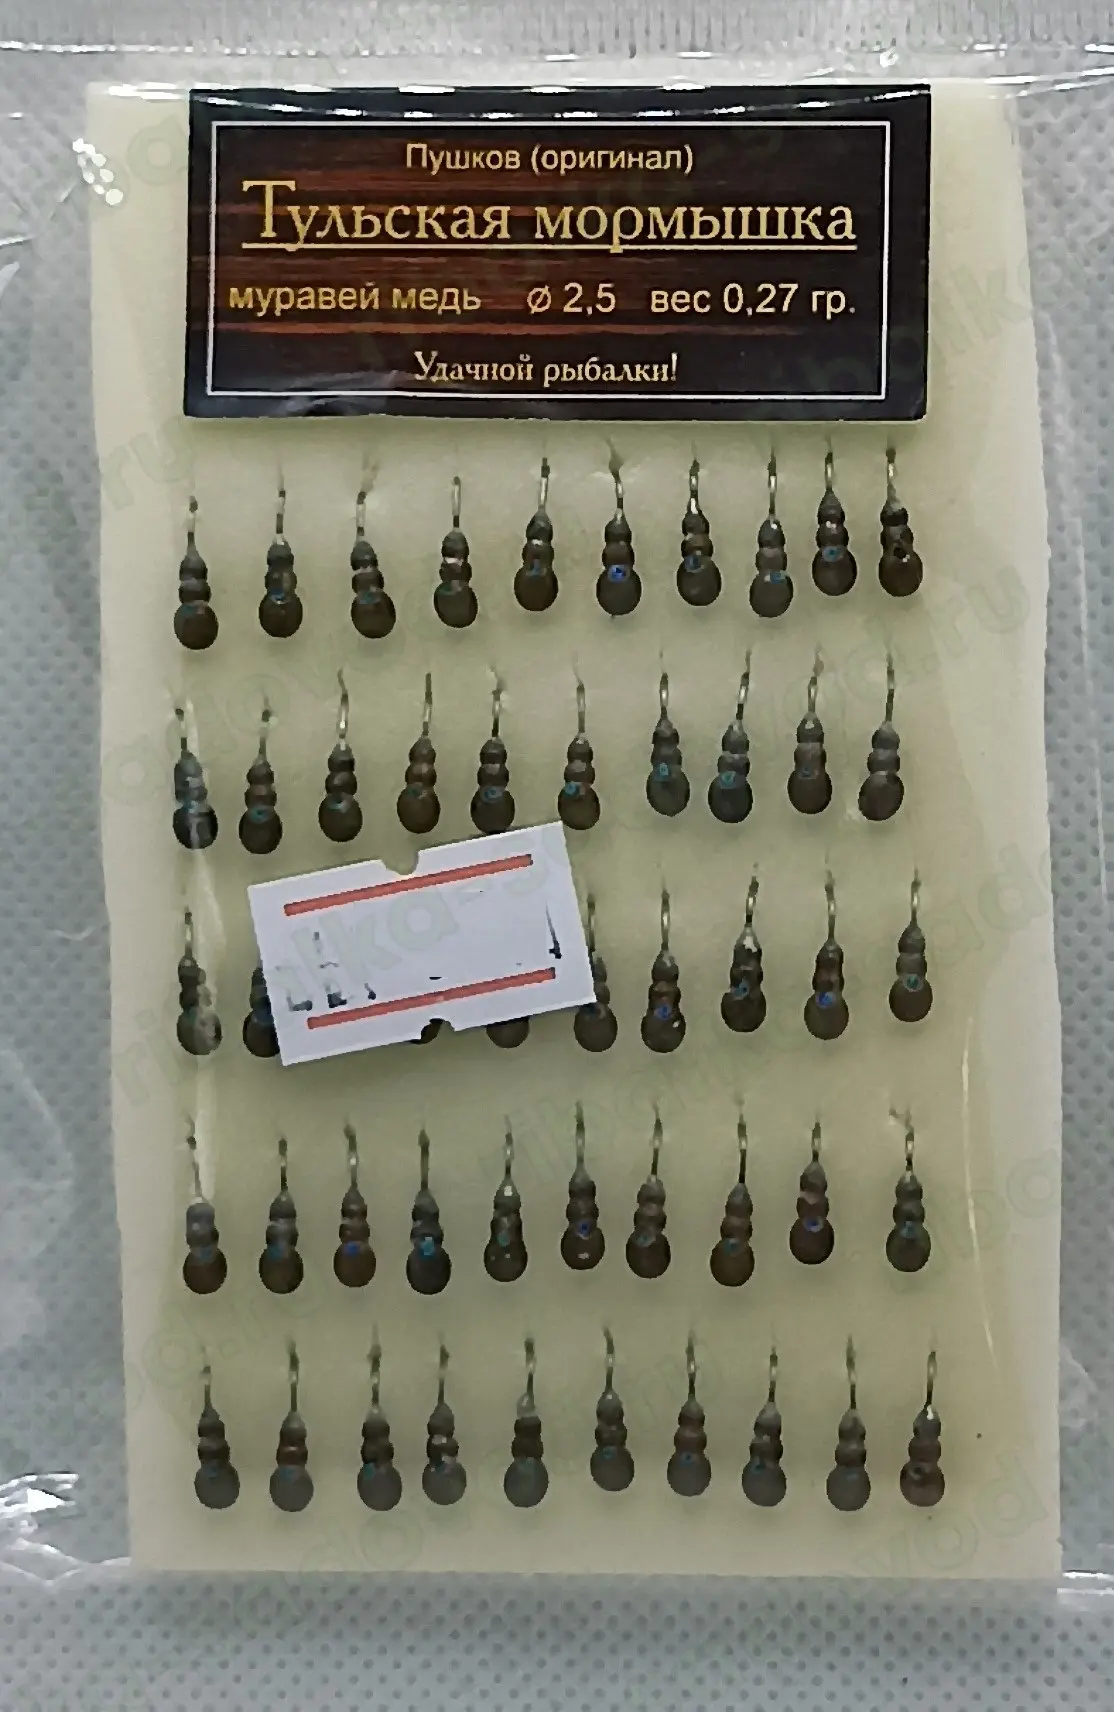 Пушков (оригинал)
Тульская мормышка
муравей медь ⌀ 2,5 вес 0,27 гр.
Удачной рыбалки!